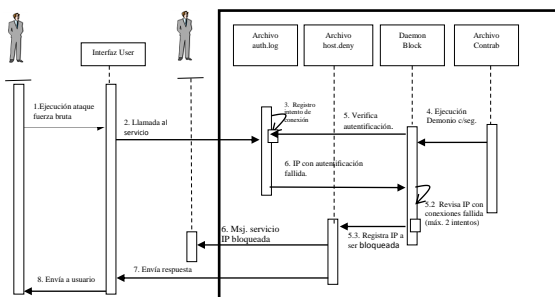 Interfaz User
Archivo
auth.log
Archivo
host.deny
Daemon
Block
Archivo
Contrab
1.Ejecución ataque
fuerza bruta
2. Llamada al
servicio
3. Registro
intento de
conexión
5. Verifica
autentificación.
4. Ejecución
Demonio c/seg.
6. IP con autentificación
fallida.
5.2 Revisa IP con
conexiones fallida
(máx. 2 intentos)
5.3. Registra IP a
ser bloqueada
6. Msj. servicio
IP bloqueada
7. Envía respuesta
8. Envía a usuario